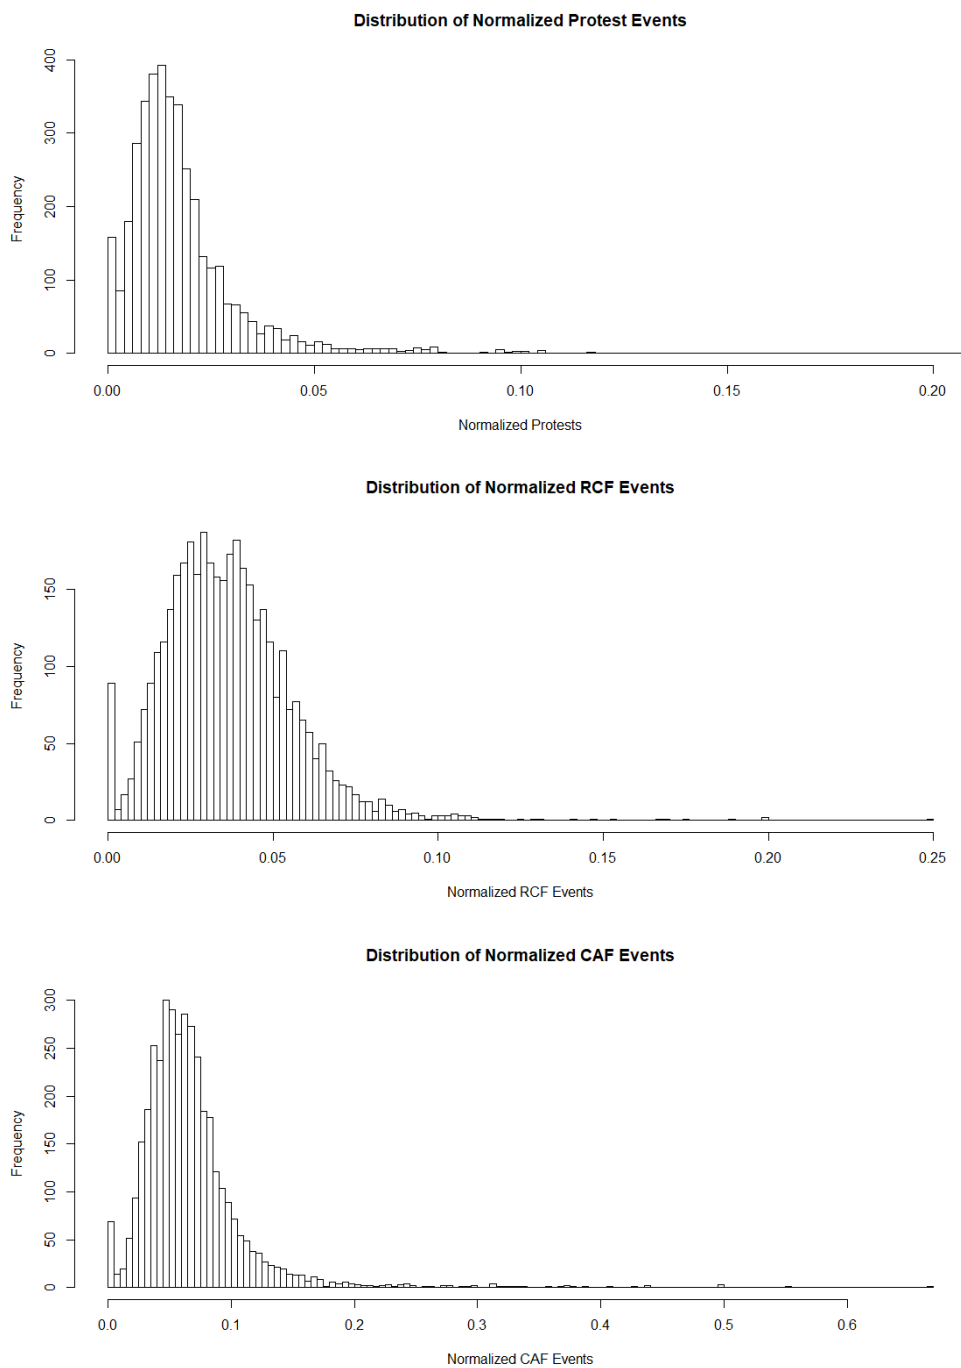 Distribution of Normalized Protest Events
Frequency
400
300
200
100
0
0.00 0.05 0.10 0.15 0.20
Normalized Protests
Distribution of Normalized RCF Events
Frequency
150
100
50
0
0.00 0.05 0.10 0.15 0.20 0.25
Normalized RCF Events
Distribution of Normalized CAF Events
Frequency
300
250
200
150
100
50
0
0.0 0.1 0.2 0.3 0.4 0.5 0.6
Normalized CAF Events